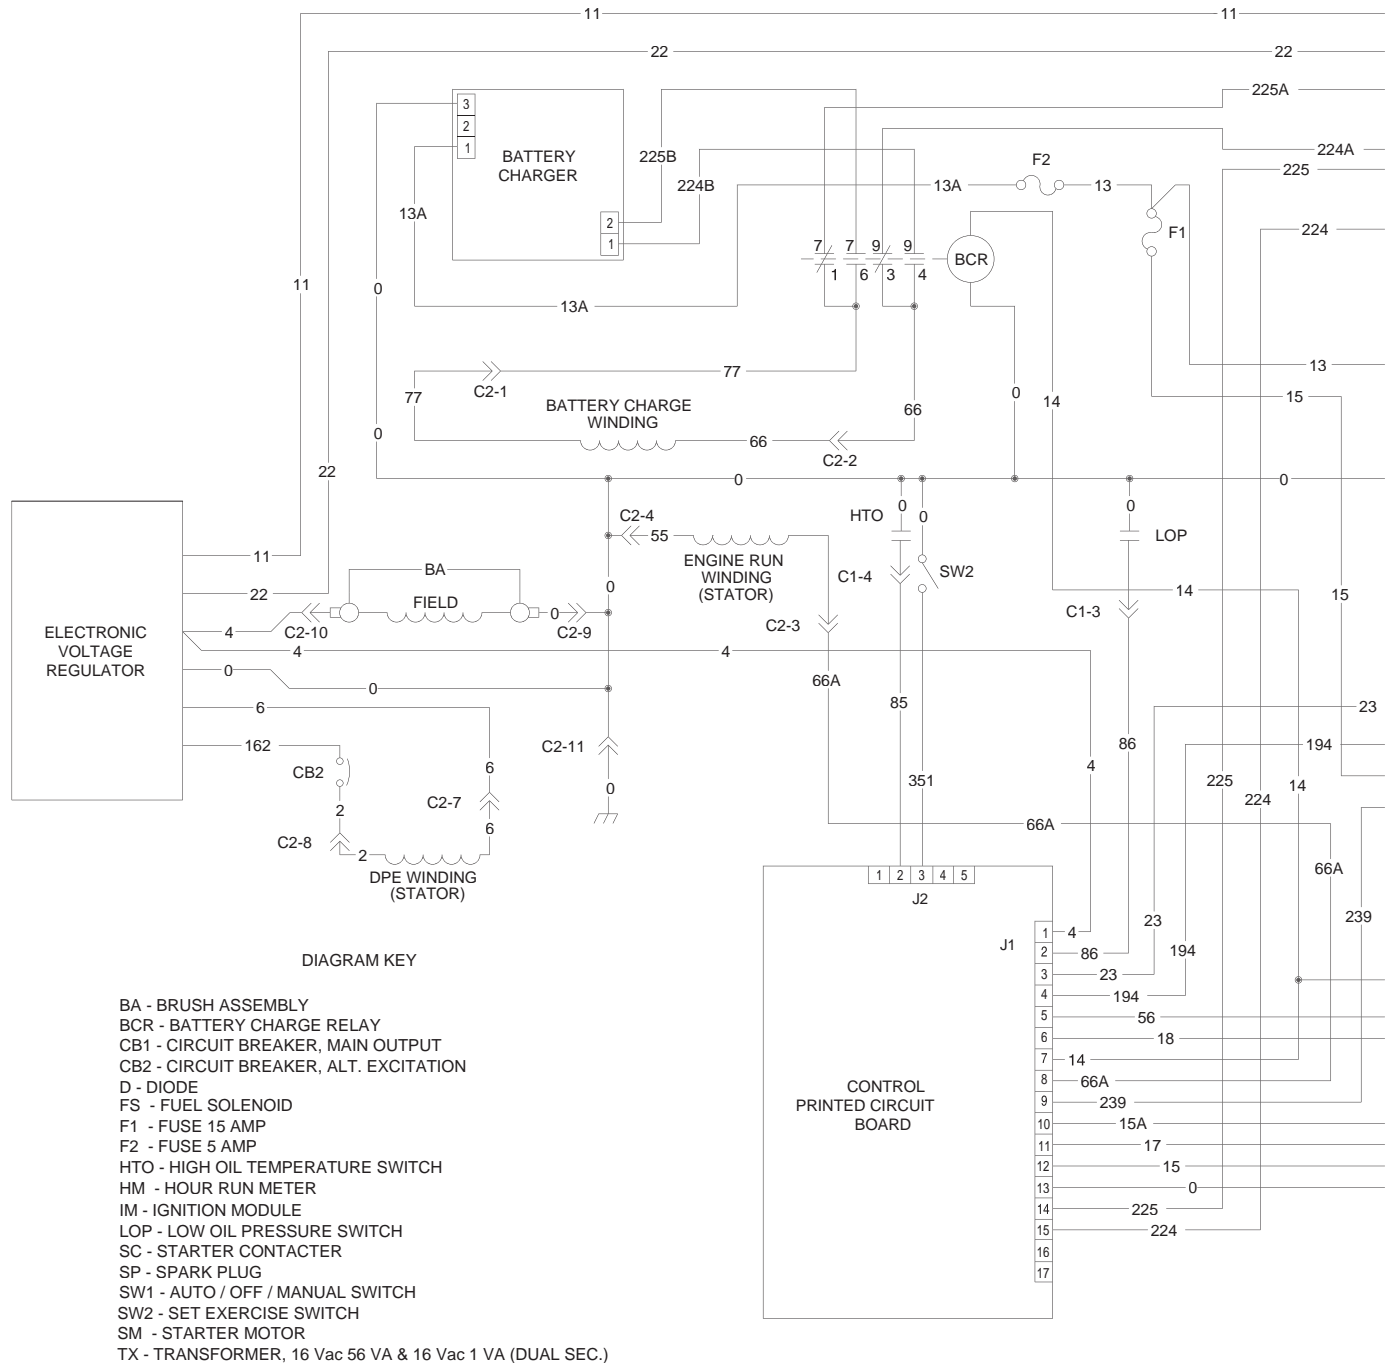 11
11
22
22
225A
3
2
1
BATTERY
CHARGER
225B
224B
224A
F2
225
13A
13
13A
2
1
F1
224
7
7
9
9
BCR
1
6
3
4
11
0
13A
13
77
C2-1
77
0
14
15
BATTERY CHARGE
WINDING
66
66
C2-2
0
22
0
0
HTO
0
0
0
LOP
C2-4
55
ENGINE RUN
WINDING
(STATOR)
11
BA
C1-4
SW2
22
FIELD
0
14
15
4
C2-10
0
C2-9
C2-3
C1-3
ELECTRONIC
VOLTAGE
REGULATOR
4
4
0
0
66A
85
6
23
162
C2-11
86
194
CB2
6
4
351
225
14
224
2
C2-7
0
6
C2-8
2
66A
DPE WINDING
(STATOR)
66A
1 2 3 4 5
J2
23
239
J1
1
4
194
2
86
3
23
4
194
5
56
6
18
7
14
8
66A
9
239
10
15A
11
17
12
15
13
0
14
225
15
224
16
17
CONTROL
PRINTED CIRCUIT
BOARD
DIAGRAM KEY
BA - BRUSH ASSEMBLY
BCR - BATTERY CHARGE RELAY
CB1 - CIRCUIT BREAKER, MAIN OUTPUT
CB2 - CIRCUIT BREAKER, ALT. EXCITATION
D - DIODE
FS - FUEL SOLENOID
F1 - FUSE 15 AMP
F2 - FUSE 5 AMP
HTO - HIGH OIL TEMPERATURE SWITCH
HM - HOUR RUN METER
IM - IGNITION MODULE
LOP - LOW OIL PRESSURE SWITCH
SC - STARTER CONTACTER
SP - SPARK PLUG
SW1 - AUTO / OFF / MANUAL SWITCH
SW2 - SET EXERCISE SWITCH
SM - STARTER MOTOR
TX - TRANSFORMER, 16 Vac 56 VA & 16 Vac 1 VA (DUAL SEC.)